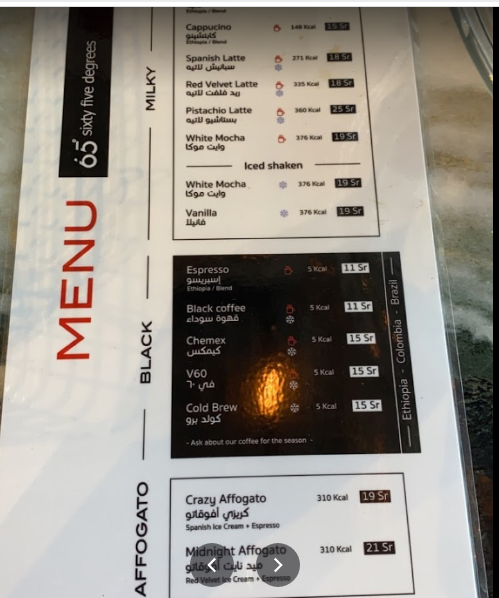 65° sixty five degrees
MENU
MILKY
Ethiopia / Blend
Cappucino 148 Kcal 15 Sr
كابتشينو
Ethiopia / Blend
Spanish Latte 271 Kcal 18 Sr
سبانيش لاتيه
Red Velvet Latte 335 Kcal 18 Sr
ريد فلفت لاتيه
Pistachio Latte 360 Kcal 25 Sr
بستاشيو لاتيه
White Mocha 376 Kcal 19 Sr
وايت موكا
Iced shaken
White Mocha 376 Kcal 19 Sr
وايت موكا
Vanilla 376 Kcal 19 Sr
فانيلا
BLACK
Espresso 5 Kcal 11 Sr
إسبريسو
Ethiopia / Blend
Black coffee 5 Kcal 11 Sr
قهوة سوداء
Chemex 5 Kcal 15 Sr
كيمكس
V60 5 Kcal 15 Sr
في ٦٠
Cold Brew 5 Kcal 15 Sr
كولد برو
- Ask about our coffee for the season -
Ethiopia - Colombia - Brazil
AFFOGATO
Crazy Affogato 310 Kcal 19 Sr
كريزي أفوقاتو
Spanish Ice Cream + Espresso
Midnight Affogato 310 Kcal 21 Sr
ميد نايت أفوقاتو
Red Velvet Ice Cream + Espresso